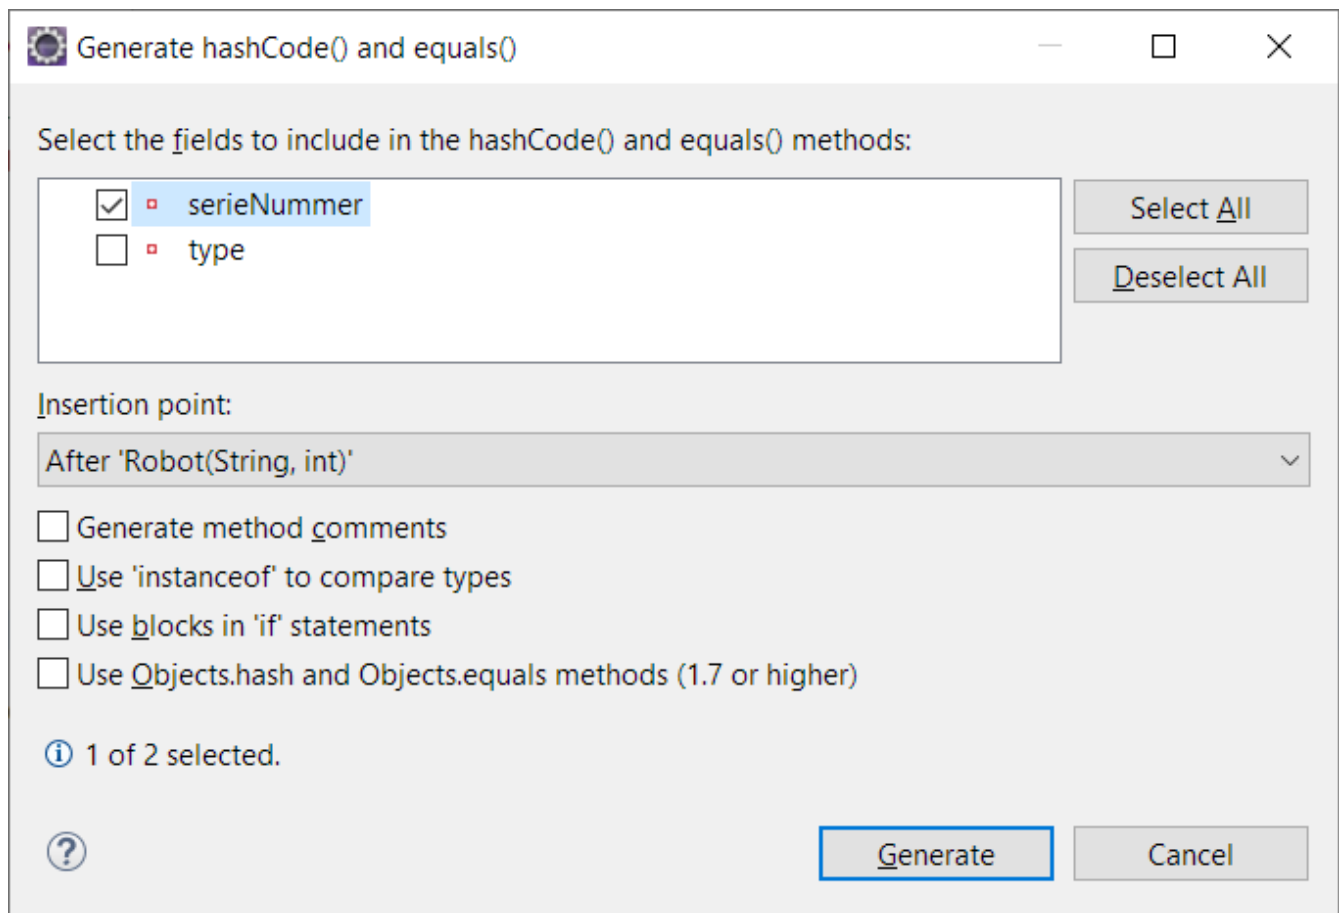 Generate hashCode() and equals()
Select the fields to include in the hashCode() and equals() methods:
serieNummer
Select All
type
Deselect All
Insertion point:
After 'Robot(String, int)'
Generate method comments
Use 'instanceof' to compare types
Use blocks in 'if' statements
Use Objects.hash and Objects.equals methods (1.7 or higher)
1 of 2 selected.
Generate
Cancel